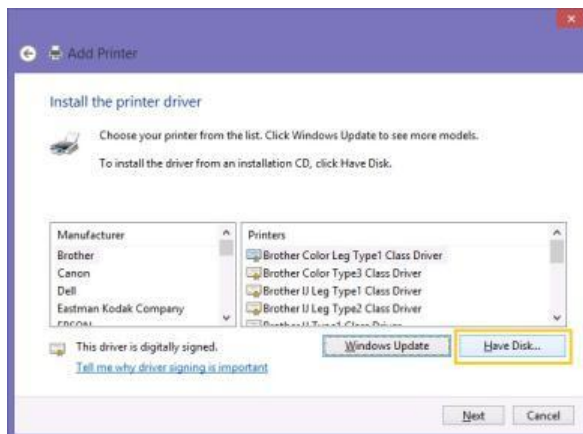 Add Printer
Install the printer driver
Choose your printer from the list. Click Windows Update to see more models.
To install the driver from an installation CD, click Have Disk.
Manufacturer
Brother
Canon
Dell
Eastman Kodak Company
EPSON
Printers
Brother Color Leg Type1 Class Driver
Brother Color Type3 Class Driver
Brother IJ Leg Type1 Class Driver
Brother IJ Leg Type2 Class Driver
This driver is digitally signed.
Tell me why driver signing is important
Windows Update
Have Disk...
Next
Cancel